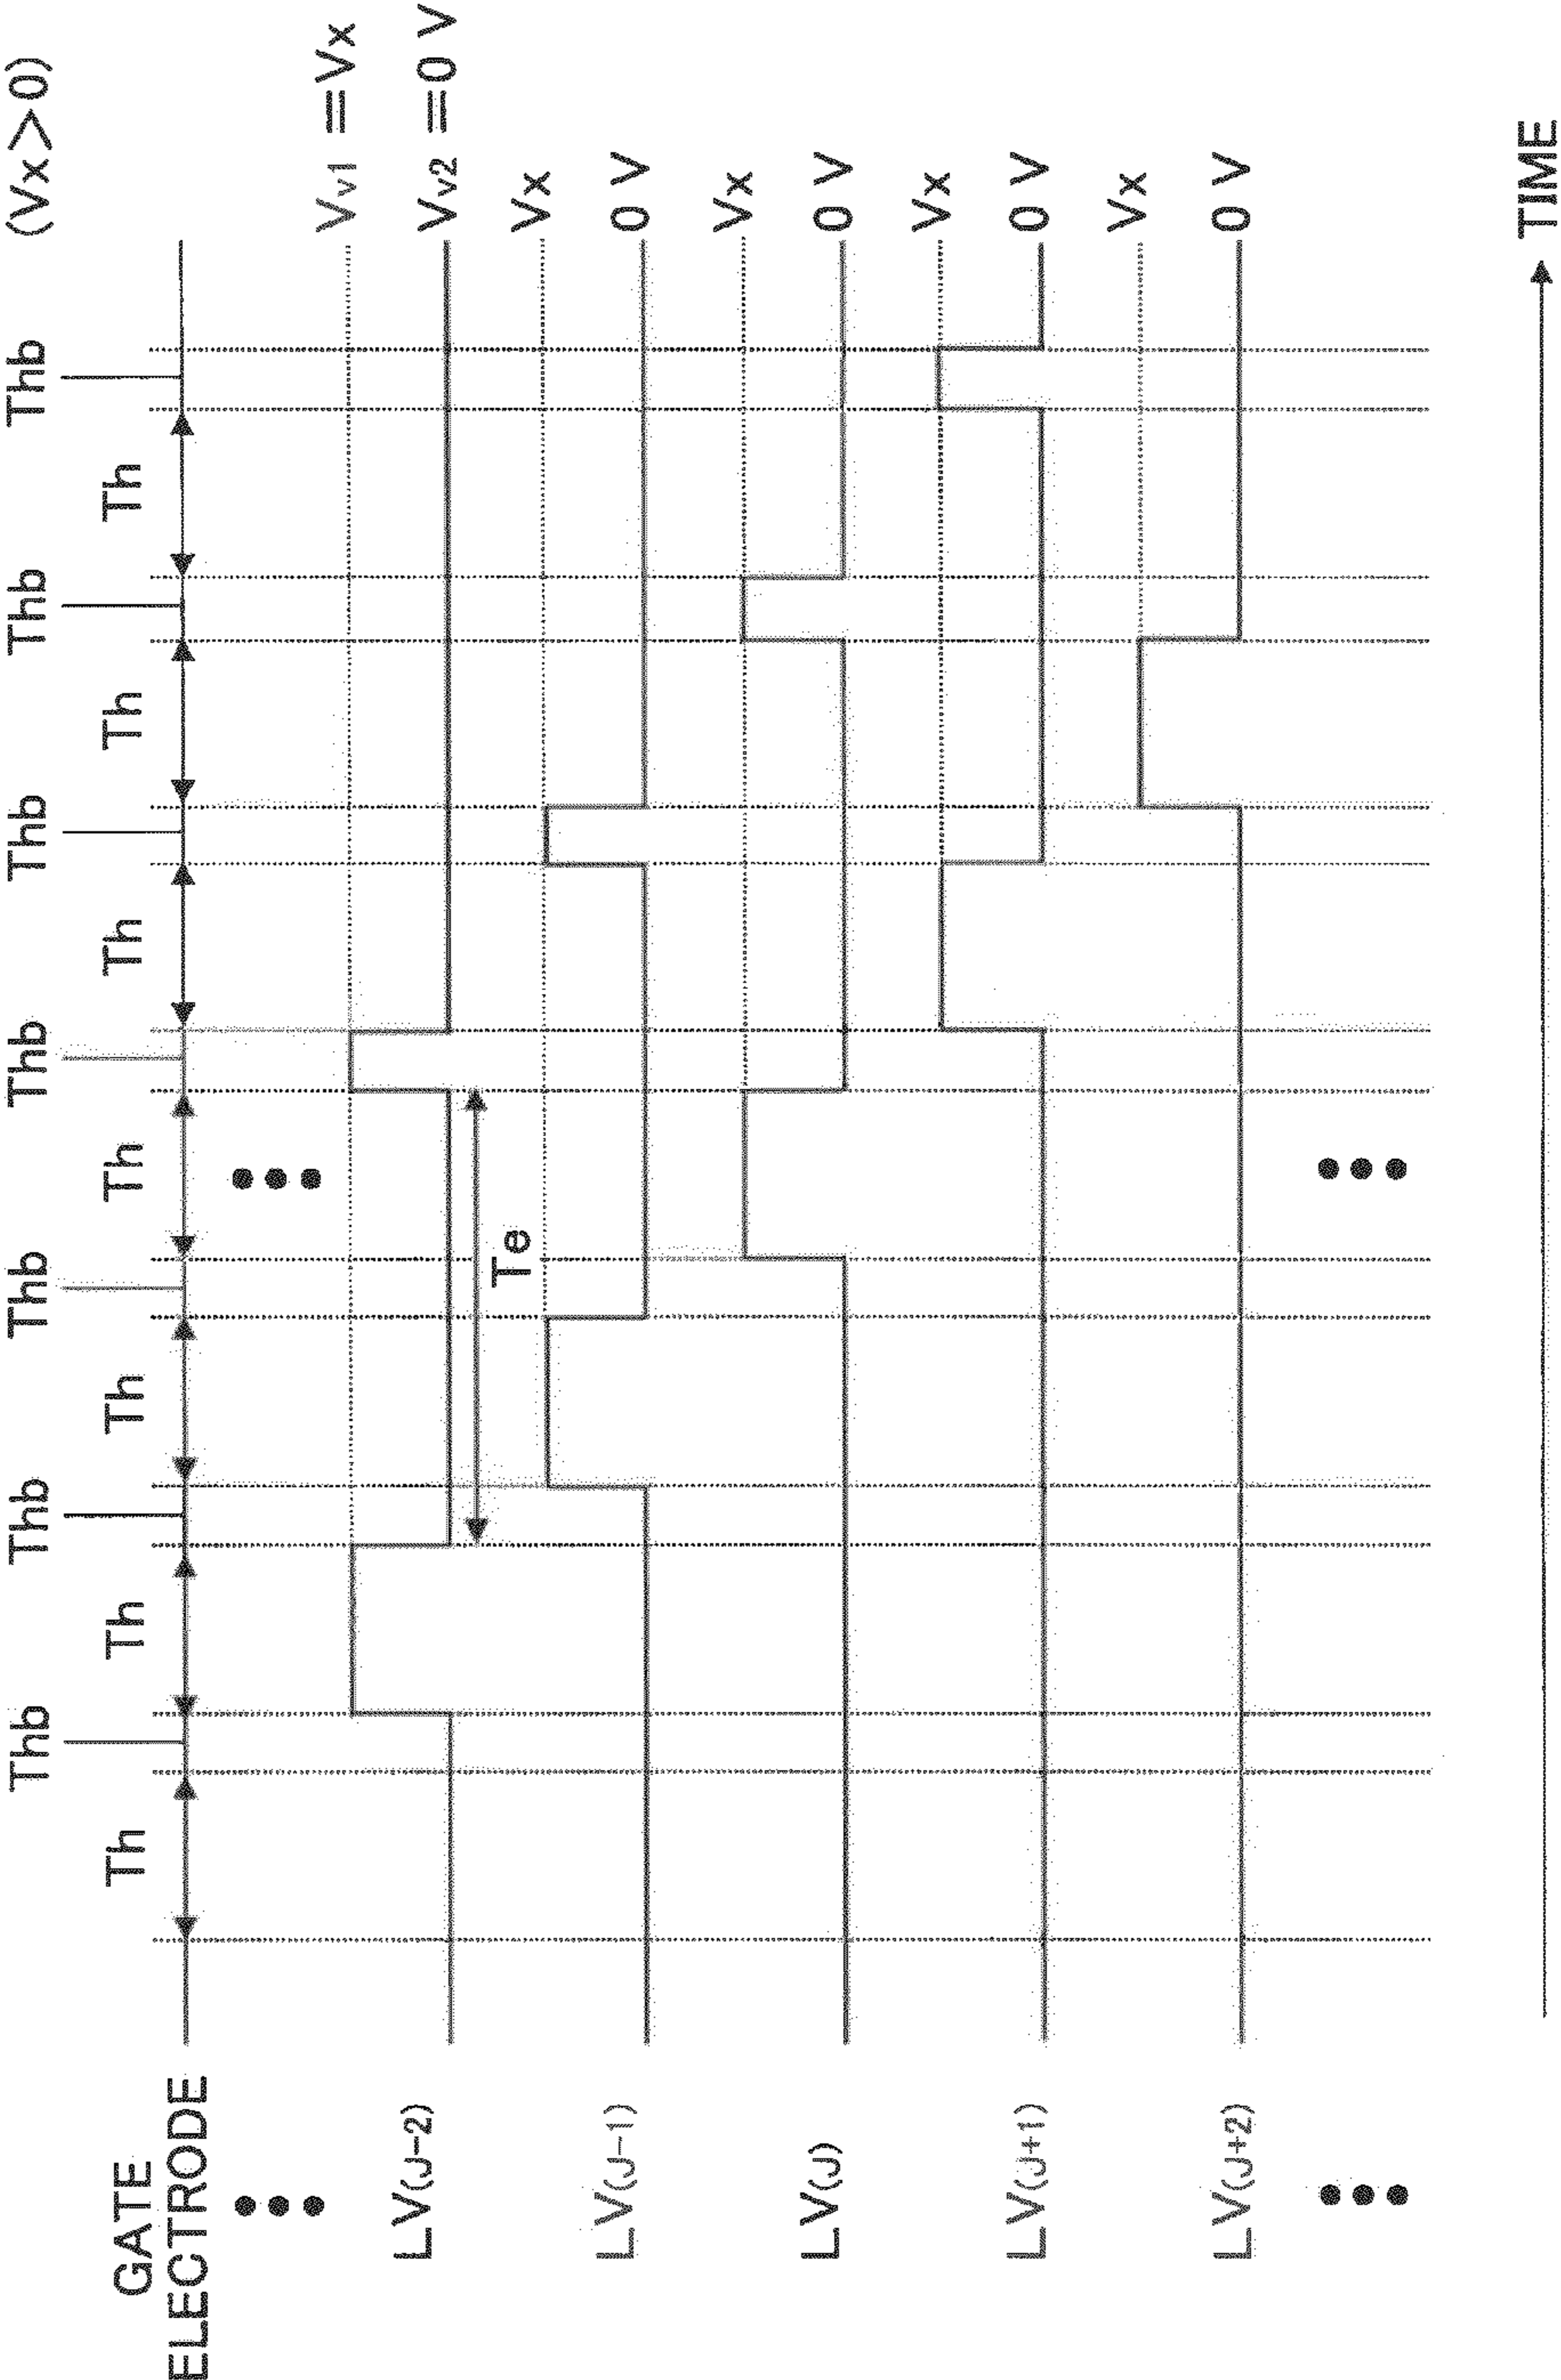 (Vx>0)
Thb Thb Thb Thb Thb Thb Thb
Th Th Th Th Th Th Th
GATE
ELECTRODE
Vv1 =Vx
LV(J-2) Vv2 =0 V
Te
Vx
LV(J-1) 0 V
Vx
LV(J) 0 V
Vx
LV(J+1) 0 V
Vx
LV(J+2) 0 V
TIME